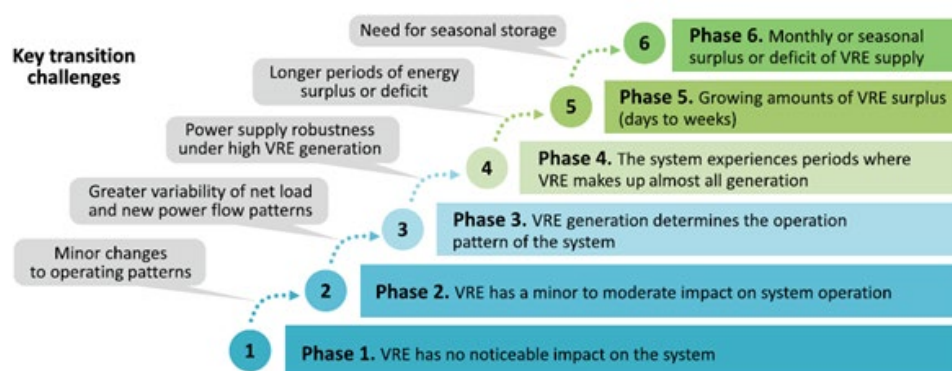 Key transition
challenges
Need for seasonal storage
6
Phase 6. Monthly or seasonal
surplus or deficit of VRE supply
Longer periods of energy
surplus or deficit
5
Phase 5. Growing amounts of VRE surplus
(days to weeks)
Power supply robustness
under high VRE generation
4
Phase 4. The system experiences periods where
VRE makes up almost all generation
Greater variability of net load
and new power flow patterns
3
Phase 3. VRE generation determines the operation
pattern of the system
Minor changes
to operating patterns
2
Phase 2. VRE has a minor to moderate impact on system operation
1
Phase 1. VRE has no noticeable impact on the system